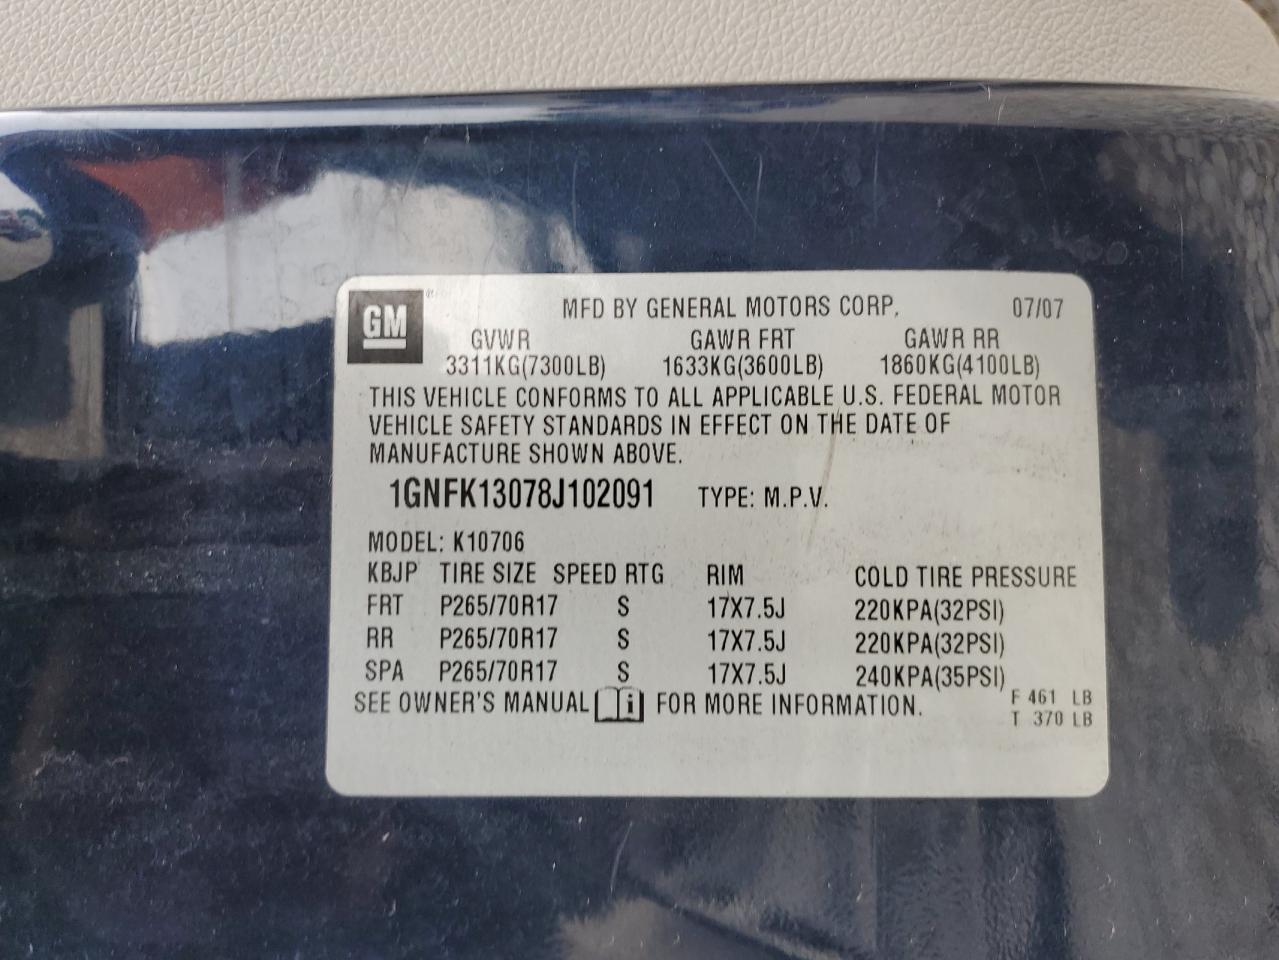 GM ®
MFD BY GENERAL MOTORS CORP. 07/07
GVWR GAWR FRT GAWR RR
3311KG(7300LB) 1633KG(3600LB) 1860KG(4100LB)
THIS VEHICLE CONFORMS TO ALL APPLICABLE U.S. FEDERAL MOTOR
VEHICLE SAFETY STANDARDS IN EFFECT ON THE DATE OF
MANUFACTURE SHOWN ABOVE.
1GNFK13078J102091 TYPE: M.P.V.
MODEL: K10706
KBJP TIRE SIZE SPEED RTG RIM COLD TIRE PRESSURE
FRT P265/70R17 S 17X7.5J 220KPA(32PSI)
RR P265/70R17 S 17X7.5J 220KPA(32PSI)
SPA P265/70R17 S 17X7.5J 240KPA(35PSI)
SEE OWNER'S MANUAL i FOR MORE INFORMATION.
F 461 LB
T 370 LB